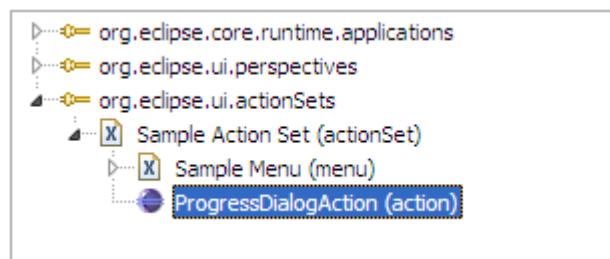 org.eclipse.core.runtime.applications
org.eclipse.ui.perspectives
org.eclipse.ui.actionSets
Sample Action Set (actionSet)
Sample Menu (menu)
ProgressDialogAction (action)